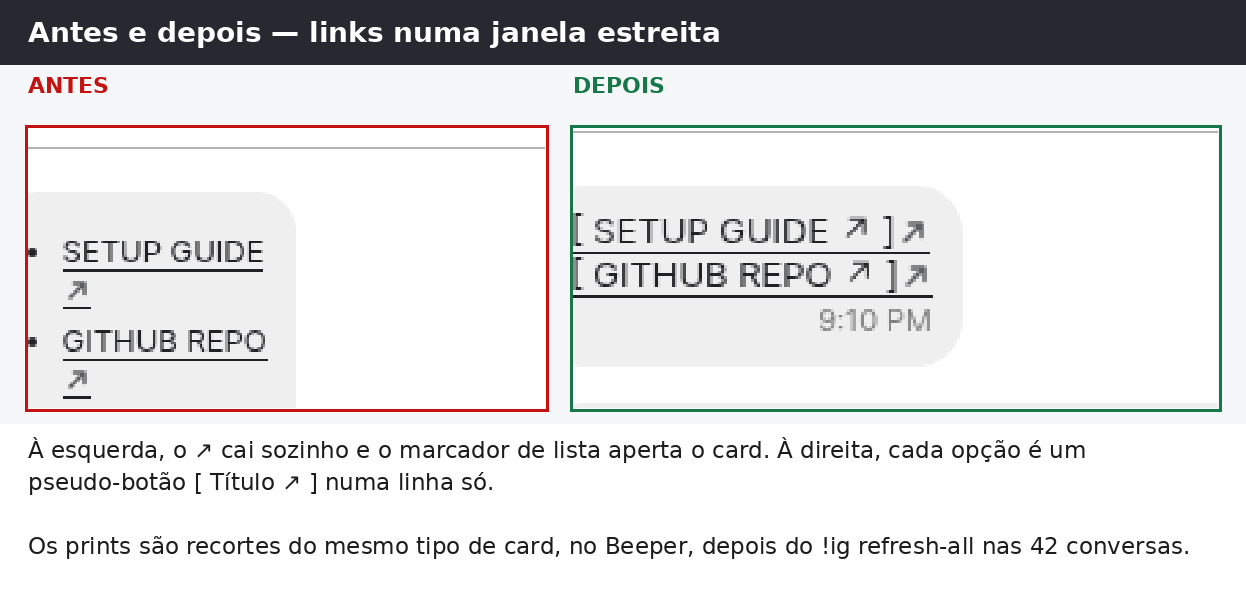 Antes e depois — links numa janela estreita
ANTES
DEPOIS
• SETUP GUIDE
↗
• GITHUB REPO
↗
[ SETUP GUIDE ↗ ]↗
[ GITHUB REPO ↗ ]↗
9:10 PM
À esquerda, o ↗ cai sozinho e o marcador de lista aperta o card. À direita, cada opção é um
pseudo-botão [ Título ↗ ] numa linha só.
Os prints são recortes do mesmo tipo de card, no Beeper, depois do !ig refresh-all nas 42 conversas.